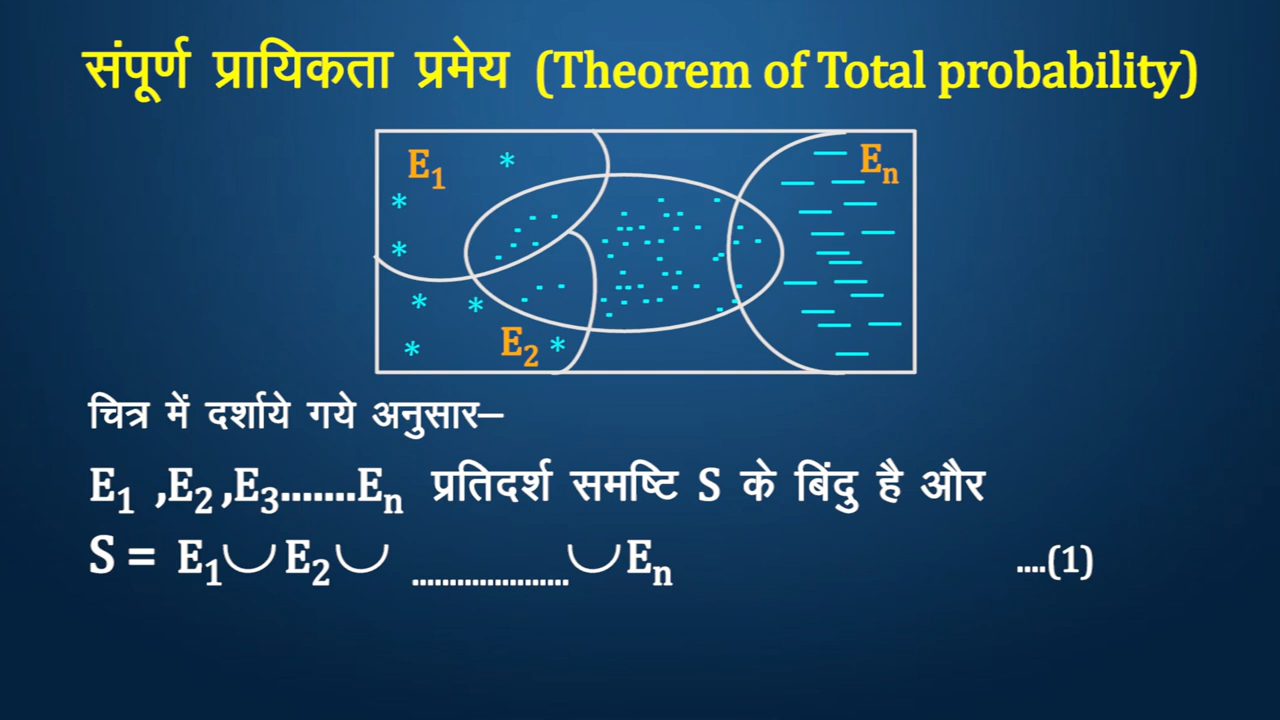 संपूर्ण प्रायिकता प्रमेय (Theorem of Total probability)
E₁
Eₙ
E₂
चित्र में दर्शाये गये अनुसार–
E₁ ,E₂,E₃.......Eₙ प्रतिदर्श समष्टि S के बिंदु है और
S = E₁∪E₂∪ .....................∪Eₙ ....(1)